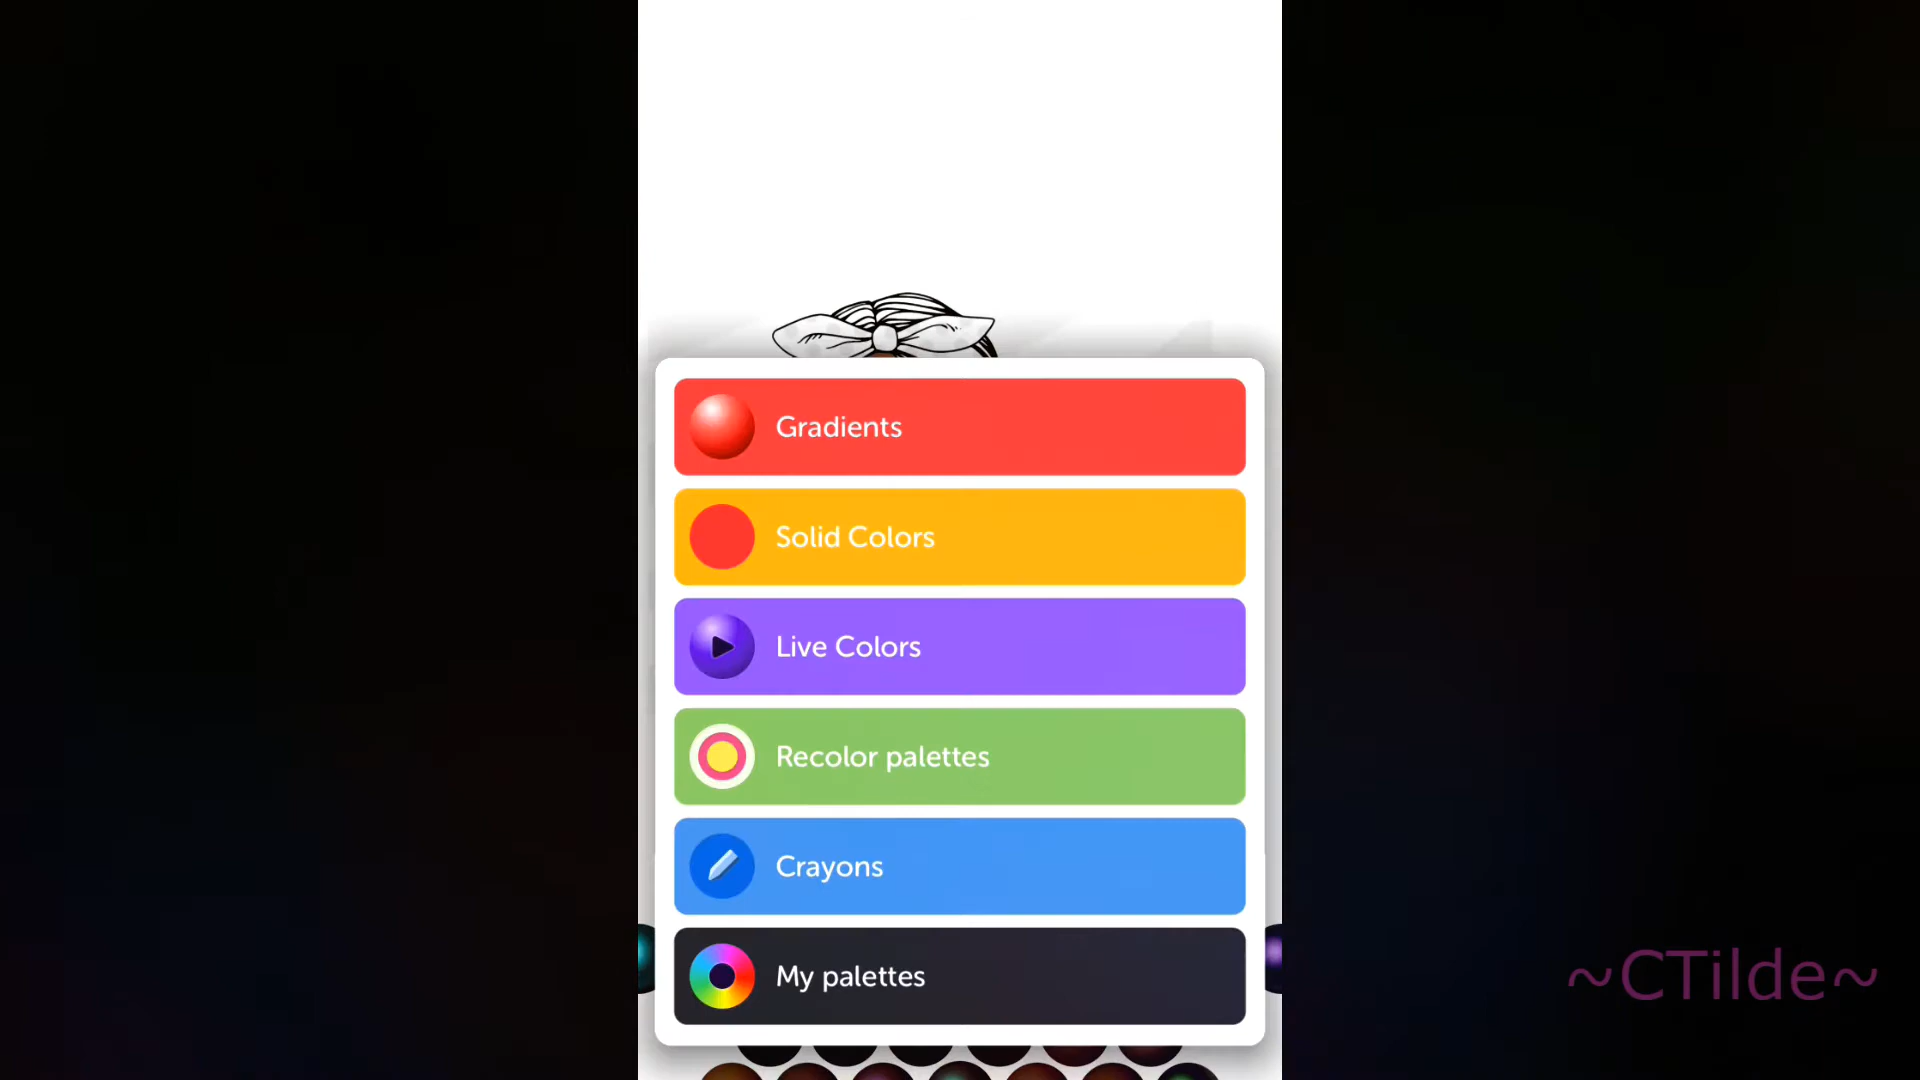 Gradients
Solid Colors
Live Colors
Recolor palettes
Crayons
My palettes
~CTilde~